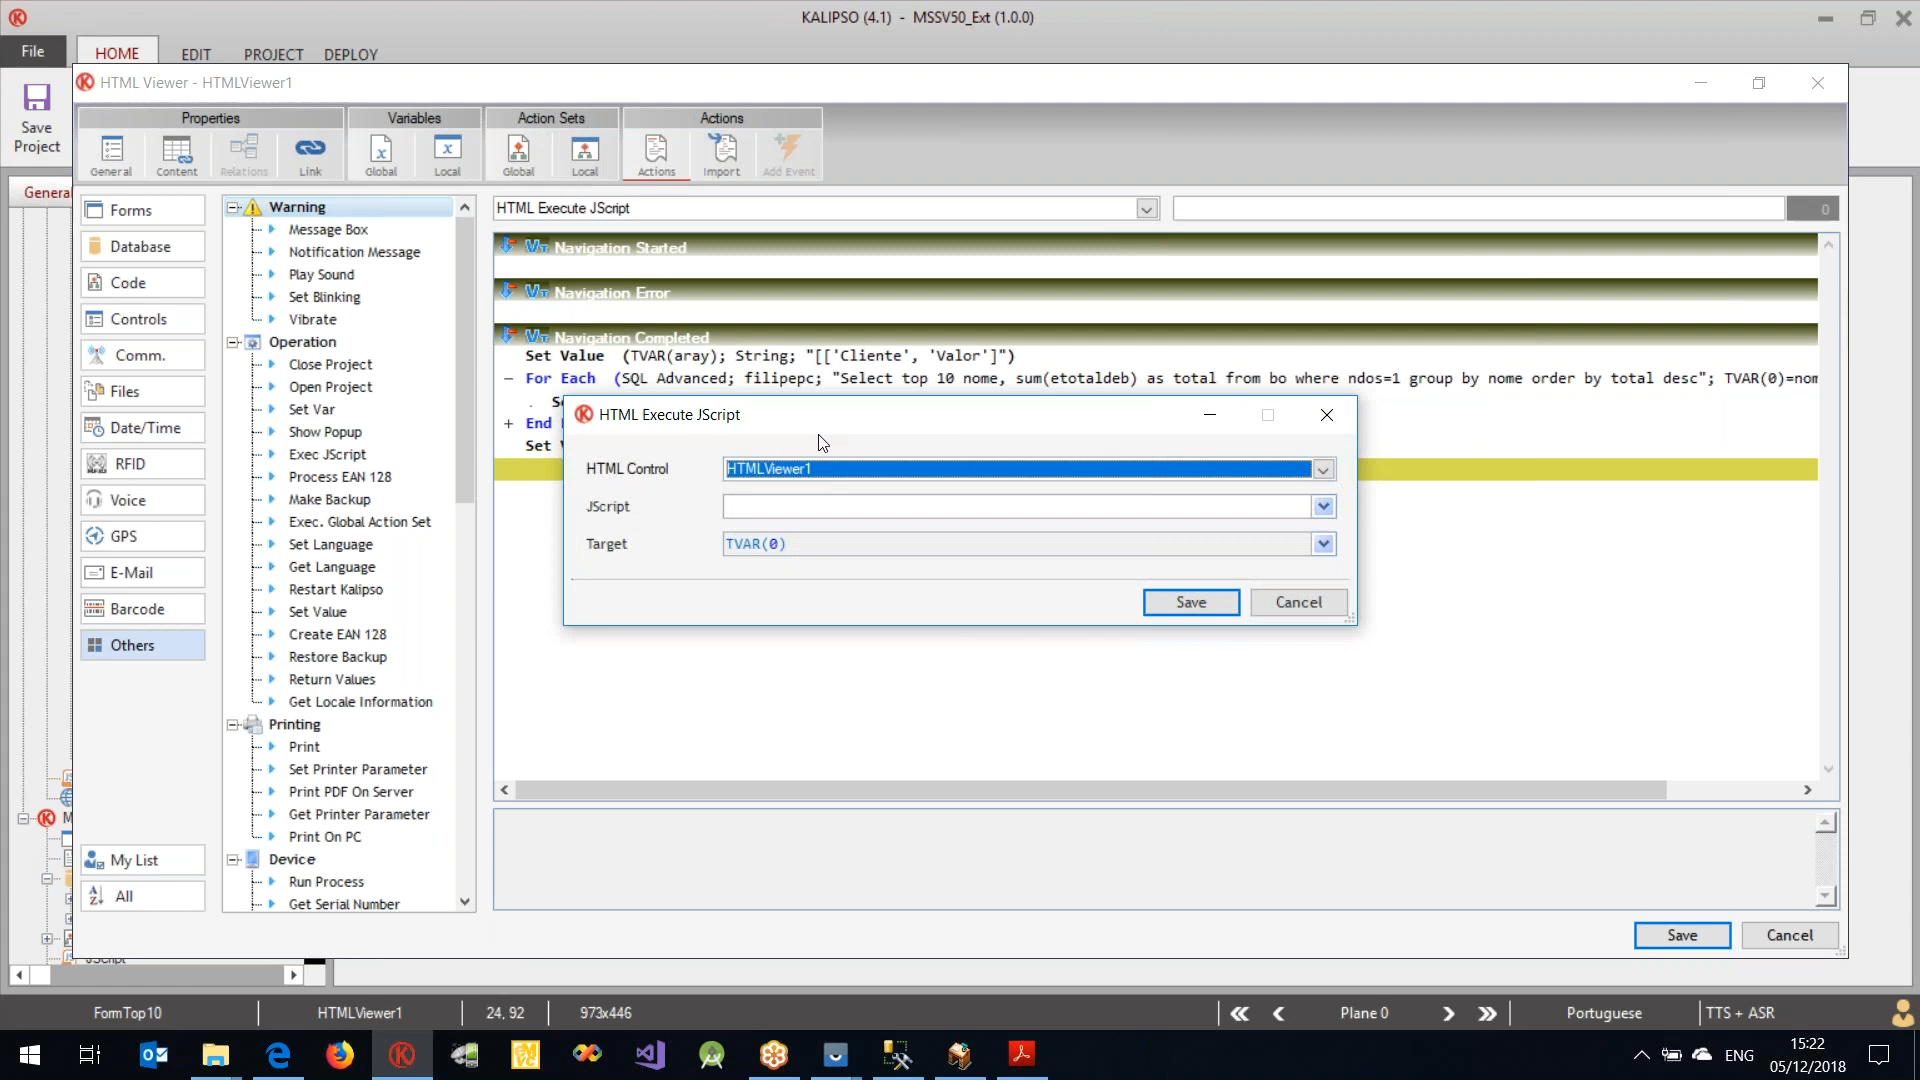 KALIPSO (4.1) - MSSV50_Ext (1.0.0)
File
HOME
EDIT
PROJECT
DEPLOY
HTML Viewer - HTMLViewer1
Save
Project
Properties
Variables
Action Sets
Actions
General
Content
Relations
Link
Global
Local
Global
Local
Actions
Import
Add Event
General
Forms
Database
Code
Controls
Comm.
Files
Date/Time
RFID
Voice
GPS
E-Mail
Barcode
Others
My List
All
Warning
Message Box
Notification Message
Play Sound
Set Blinking
Vibrate
Operation
Close Project
Open Project
Set Var
Show Popup
Exec JScript
Process EAN 128
Make Backup
Exec. Global Action Set
Set Language
Get Language
Restart Kalipso
Set Value
Create EAN 128
Restore Backup
Return Values
Get Locale Information
Printing
Print
Set Printer Parameter
Print PDF On Server
Get Printer Parameter
Print On PC
Device
Run Process
Get Serial Number
HTML Execute JScript
0
Navigation Started
Navigation Error
Navigation Completed
Set Value (TVAR(aray); String; "[['Cliente', 'Valor']")
For Each (SQL Advanced; filipepc; "Select top 10 nome, sum(etotaldeb) as total from bo where ndos=1 group by nome order by total desc"; TVAR(0)=nom
End
Set
HTML Execute JScript
HTML Control
HTMLViewer1
JScript
Target
TVAR(0)
Save
Cancel
Save
Cancel
M
JScript
FormTop10
HTMLViewer1
24, 92
973x446
Plane 0
Portuguese
TTS + ASR
ENG
15:22
05/12/2018